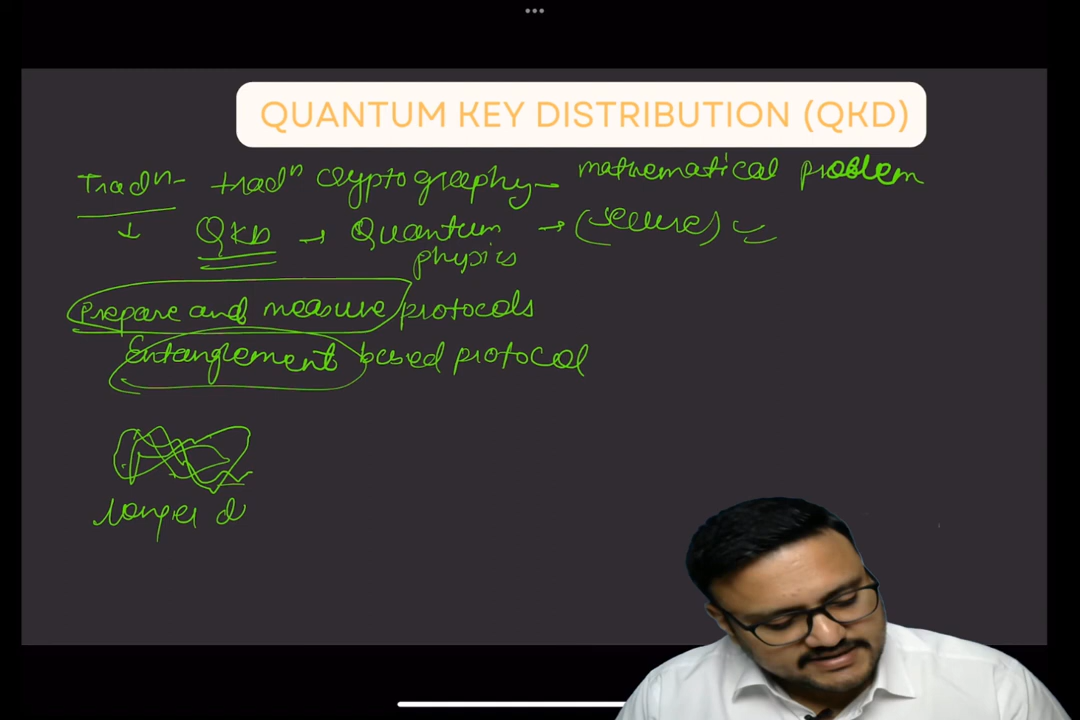 QUANTUM KEY DISTRIBUTION (QKD)
Tradn- tradn cryptography- mathematical problem
↓ QKD → Quantum physics → (secure)
Prepare and measure protocols
Entanglement based protocol
longer d